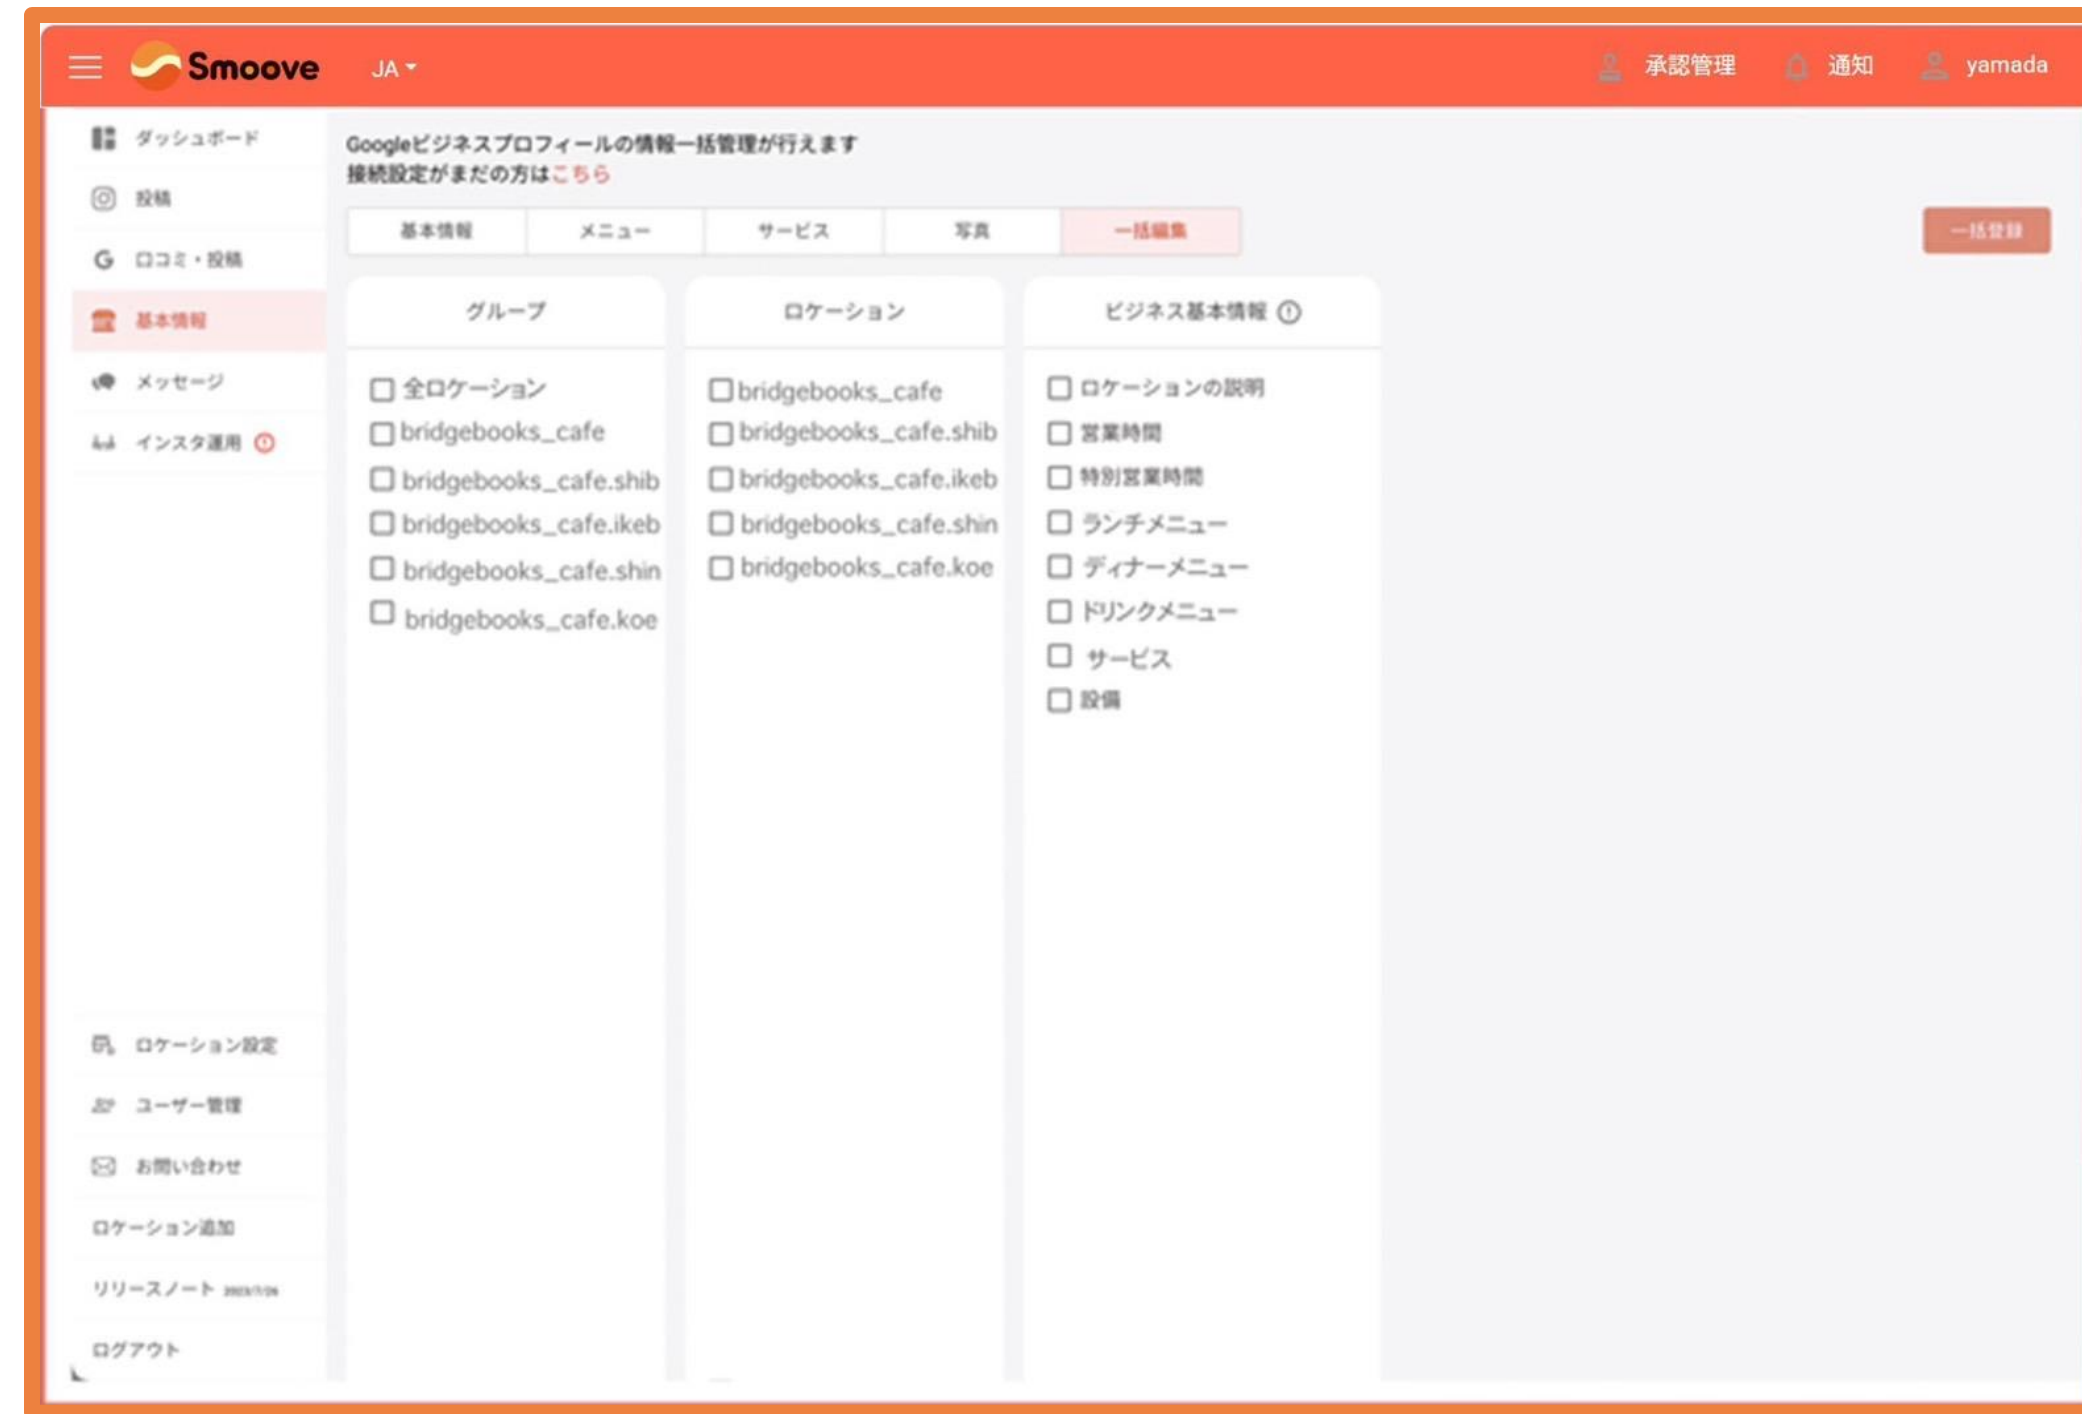 Smoove
JA
承認管理
通知
yamada
ダッシュボード
投稿
口コミ・投稿
基本情報
メッセージ
インスタ運用
Googleビジネスプロフィールの情報一括管理が行えます
接続設定がまだの方はこちら
基本情報
メニュー
サービス
写真
一括編集
一括登録
グループ
全ロケーション
bridgebooks_cafe
bridgebooks_cafe.shib
bridgebooks_cafe.ikeb
bridgebooks_cafe.shin
bridgebooks_cafe.koe
ロケーション
bridgebooks_cafe
bridgebooks_cafe.shib
bridgebooks_cafe.ikeb
bridgebooks_cafe.shin
bridgebooks_cafe.koe
ビジネス基本情報
ロケーションの説明
営業時間
特別営業時間
ランチメニュー
ディナーメニュー
ドリンクメニュー
サービス
設備
ロケーション設定
ユーザー管理
お問い合わせ
ロケーション追加
リリースノート
ログアウト